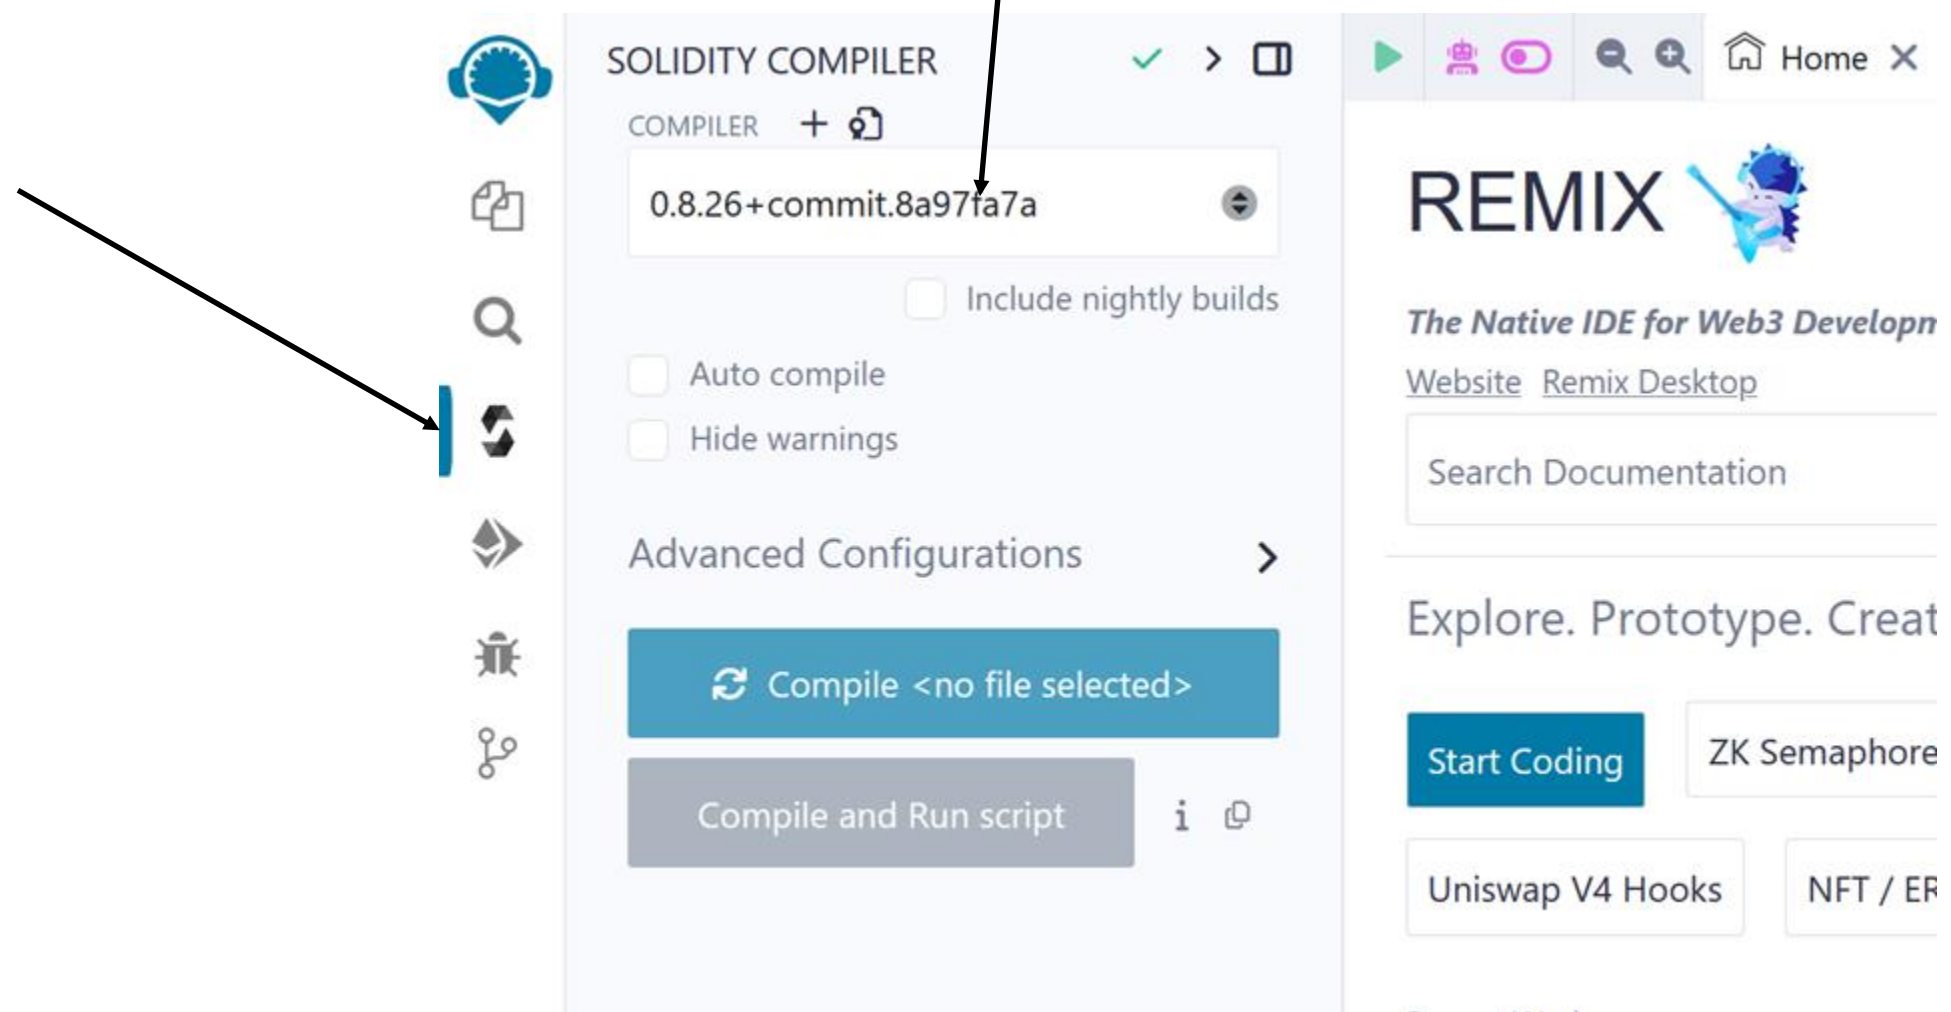 SOLIDITY COMPILER
COMPILER
0.8.26+commit.8a97fa7a
Include nightly builds
Auto compile
Hide warnings
Advanced Configurations
Compile <no file selected>
Compile and Run script
i
Home
REMIX
The Native IDE for Web3 Developm
Website Remix Desktop
Search Documentation
Explore. Prototype. Creat
Start Coding
ZK Semaphore
Uniswap V4 Hooks
NFT / ER